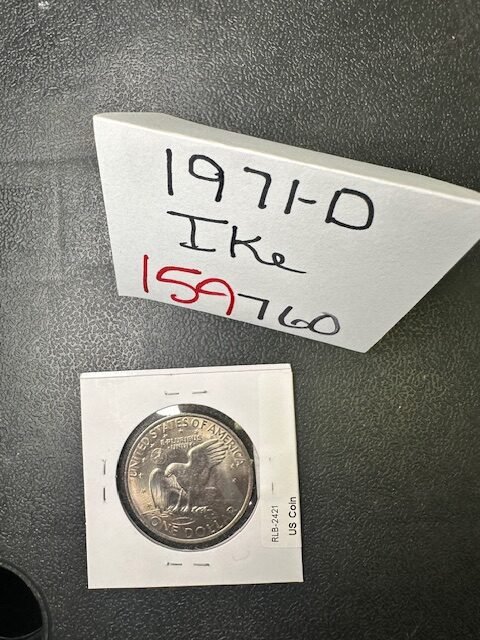 1971-D
IKe
159760
UNITED STATES OF AMERICA
E PLURIBUS
UNUM
ONE DOLLAR
RLB-2421
US Coin